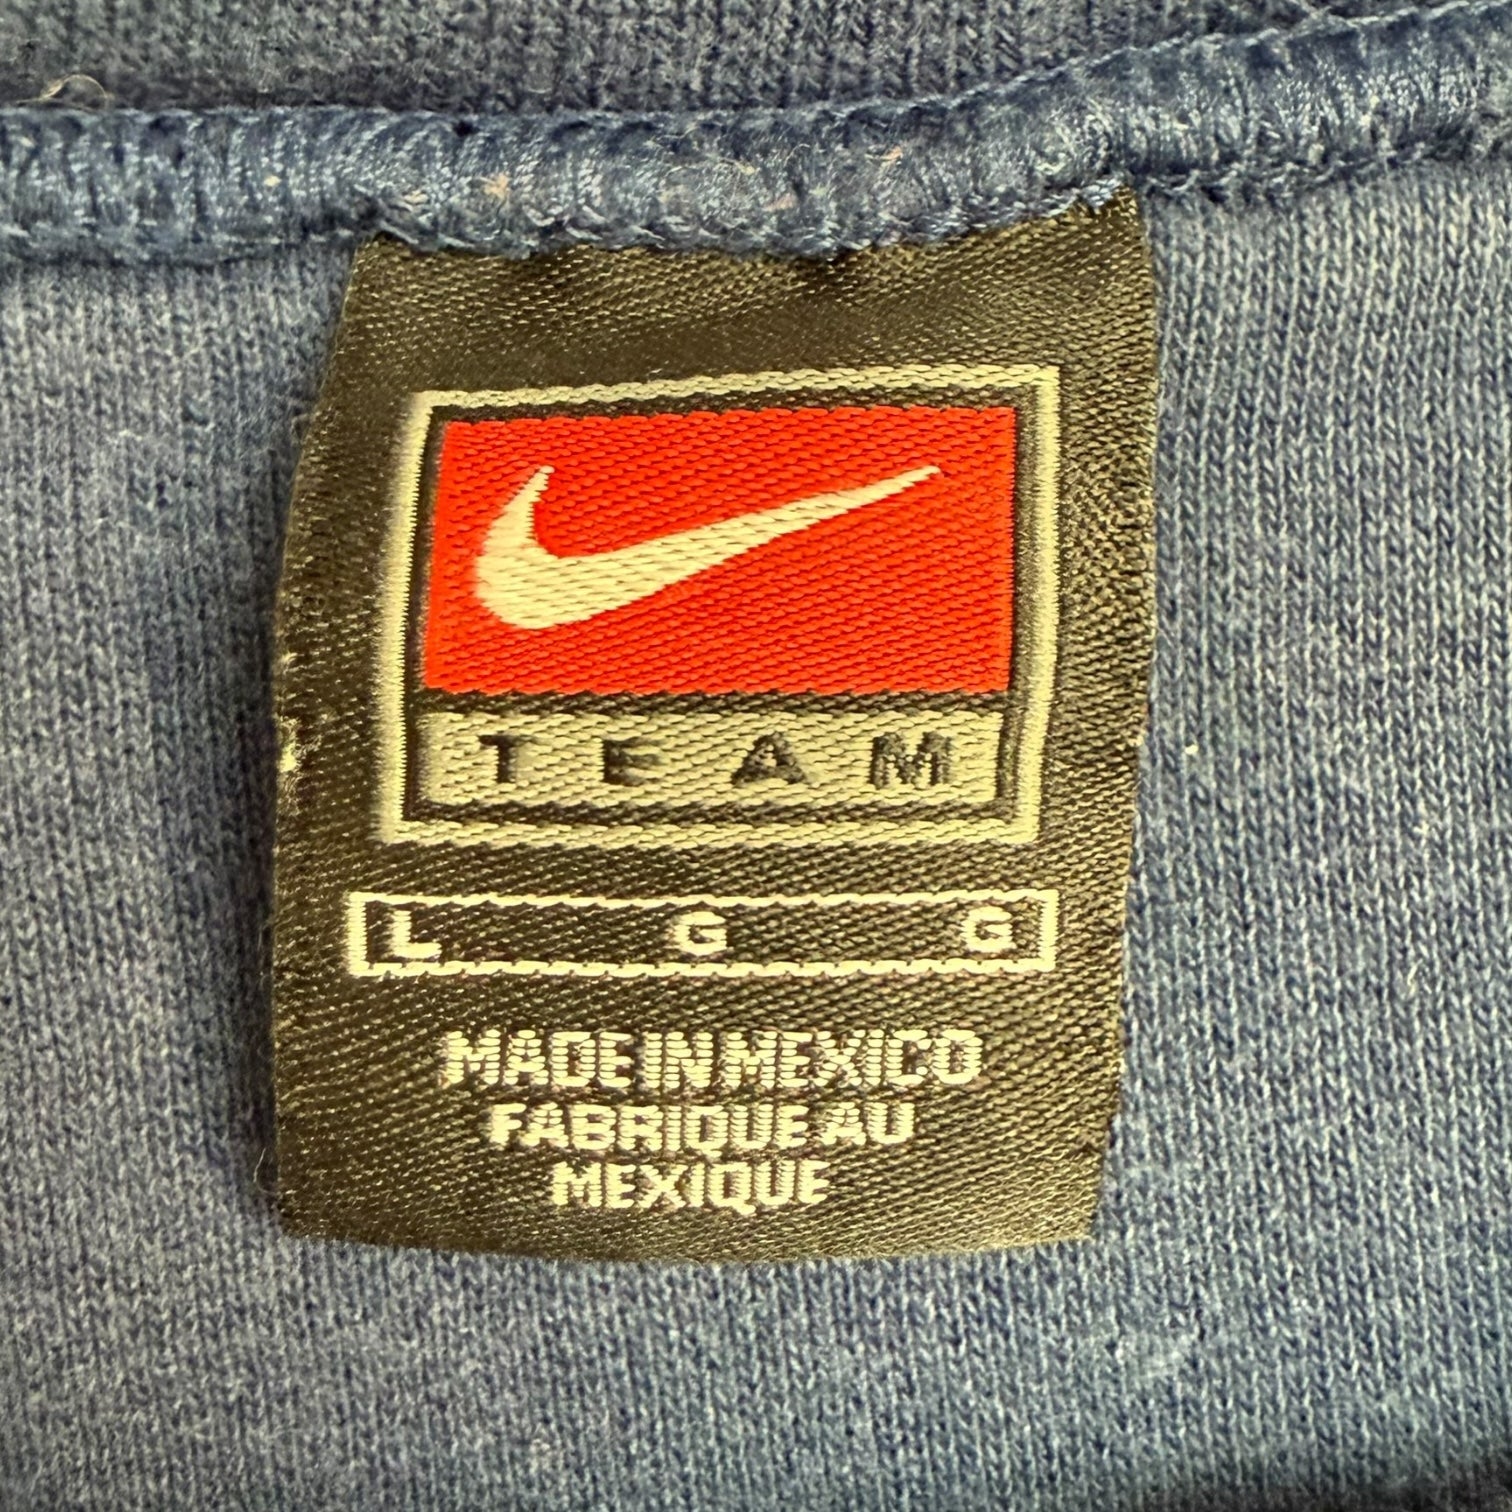 TEAM
L G G
MADE IN MEXICO
FABRIQUE AU
MEXIQUE